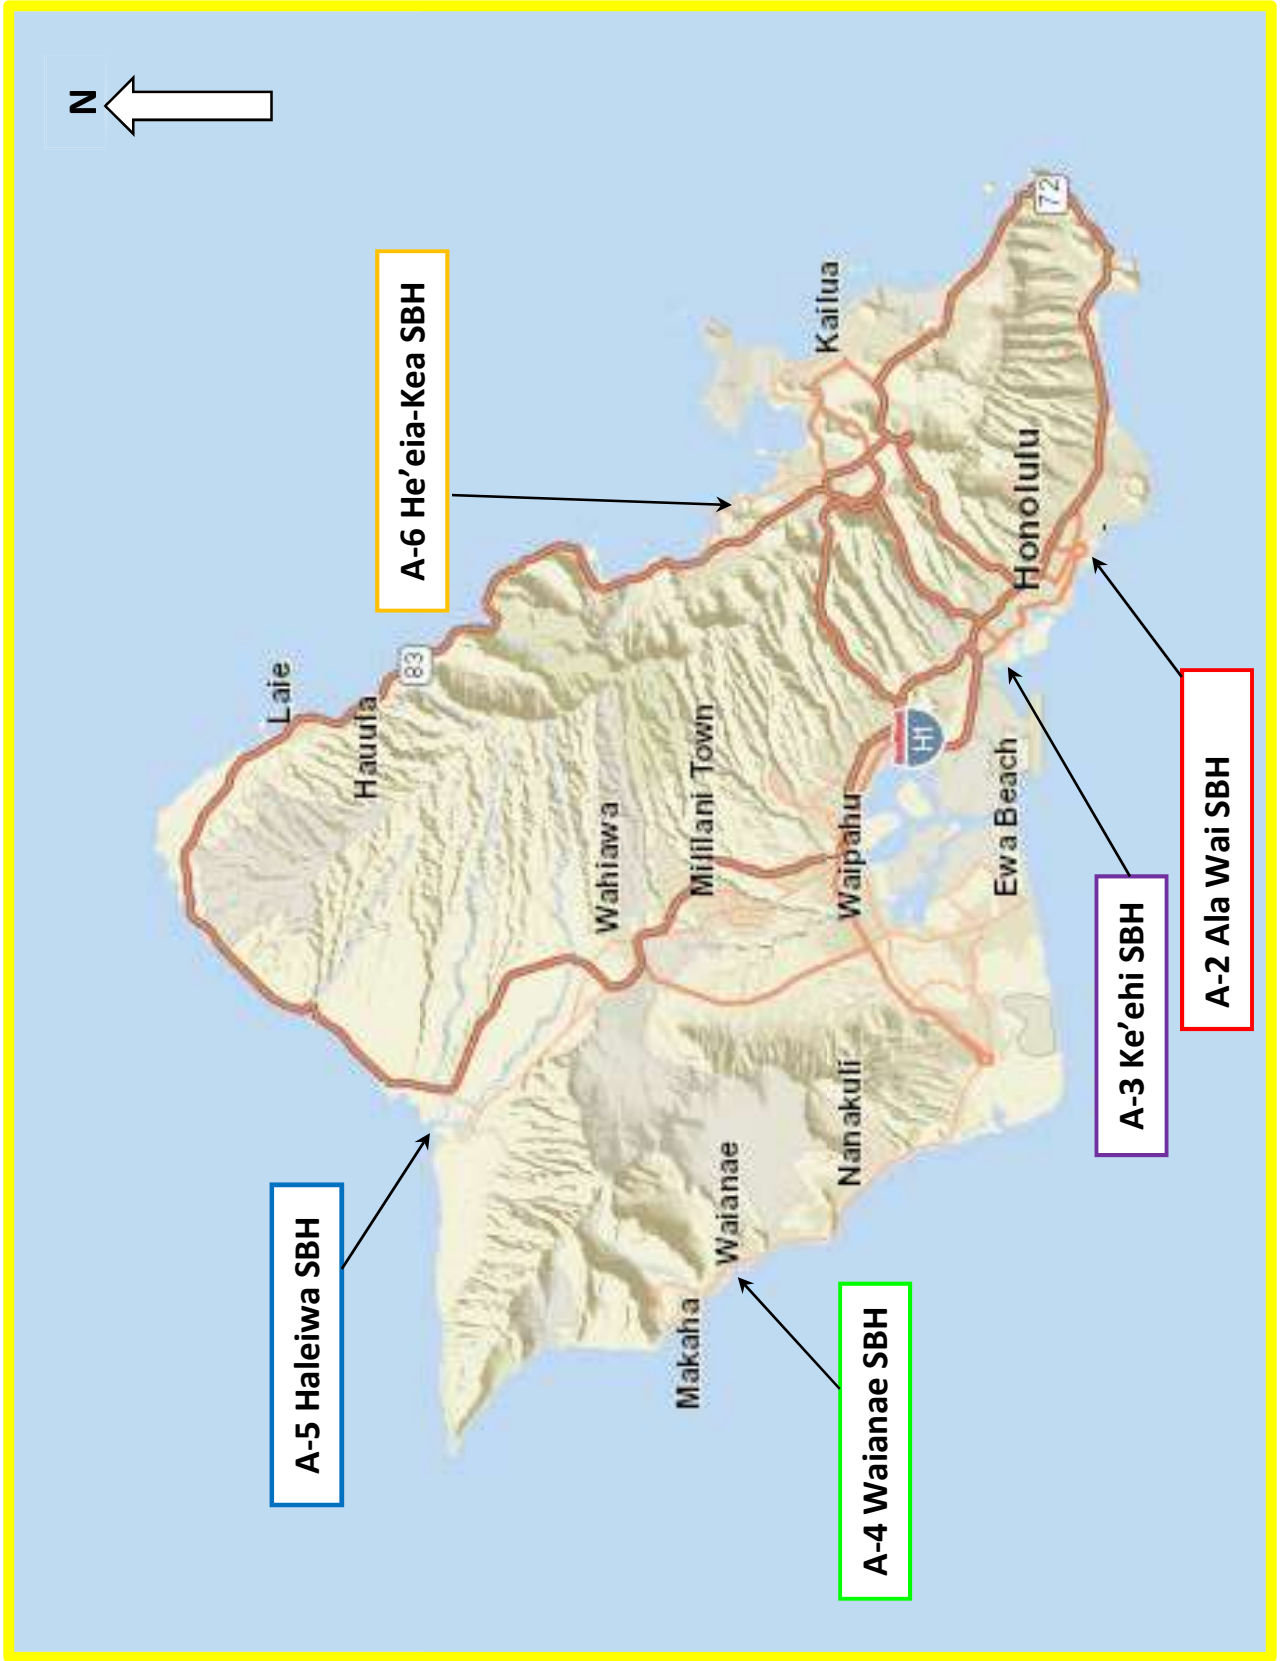 N
Laie
A-5 Haleiwa SBH
Hauula
A-6 He’eia-Kea SBH
83
Wahiawa
Makaha
Mililani Town
Waianae
Kailua
Nanakuli
Waipahu
A-4 Waianae SBH
H1
Ewa Beach
Honolulu
72
A-3 Ke’ehi SBH
A-2 Ala Wai SBH